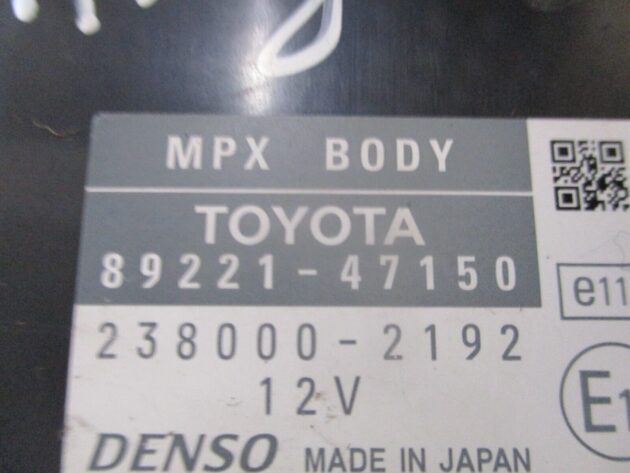 MPX BODY
TOYOTA
89221-47150
238000-2192
12V
DENSO MADE IN JAPAN
e11
E1